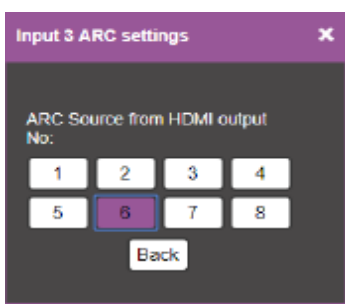 Input 3 ARC settings ×
ARC Source from HDMI output
No:
1 2 3 4
5 6 7 8
Back